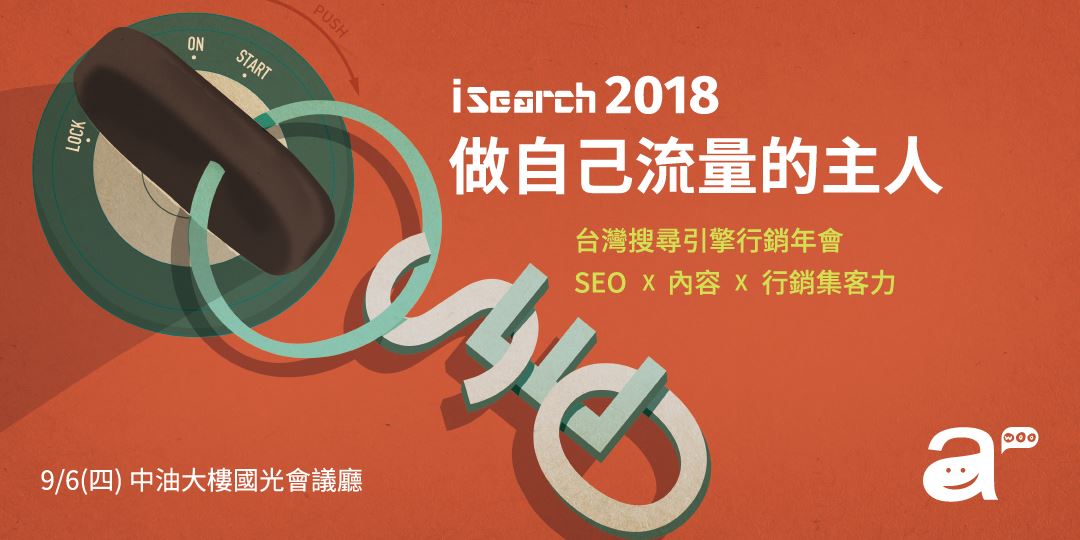 PUSH
ON
START
LOCK
isearch 2018
做自己流量的主人
台灣搜尋引擎行銷年會
SEO x 內容 x 行銷集客力
SEO
9/6(四) 中油大樓國光會議廳
a woo